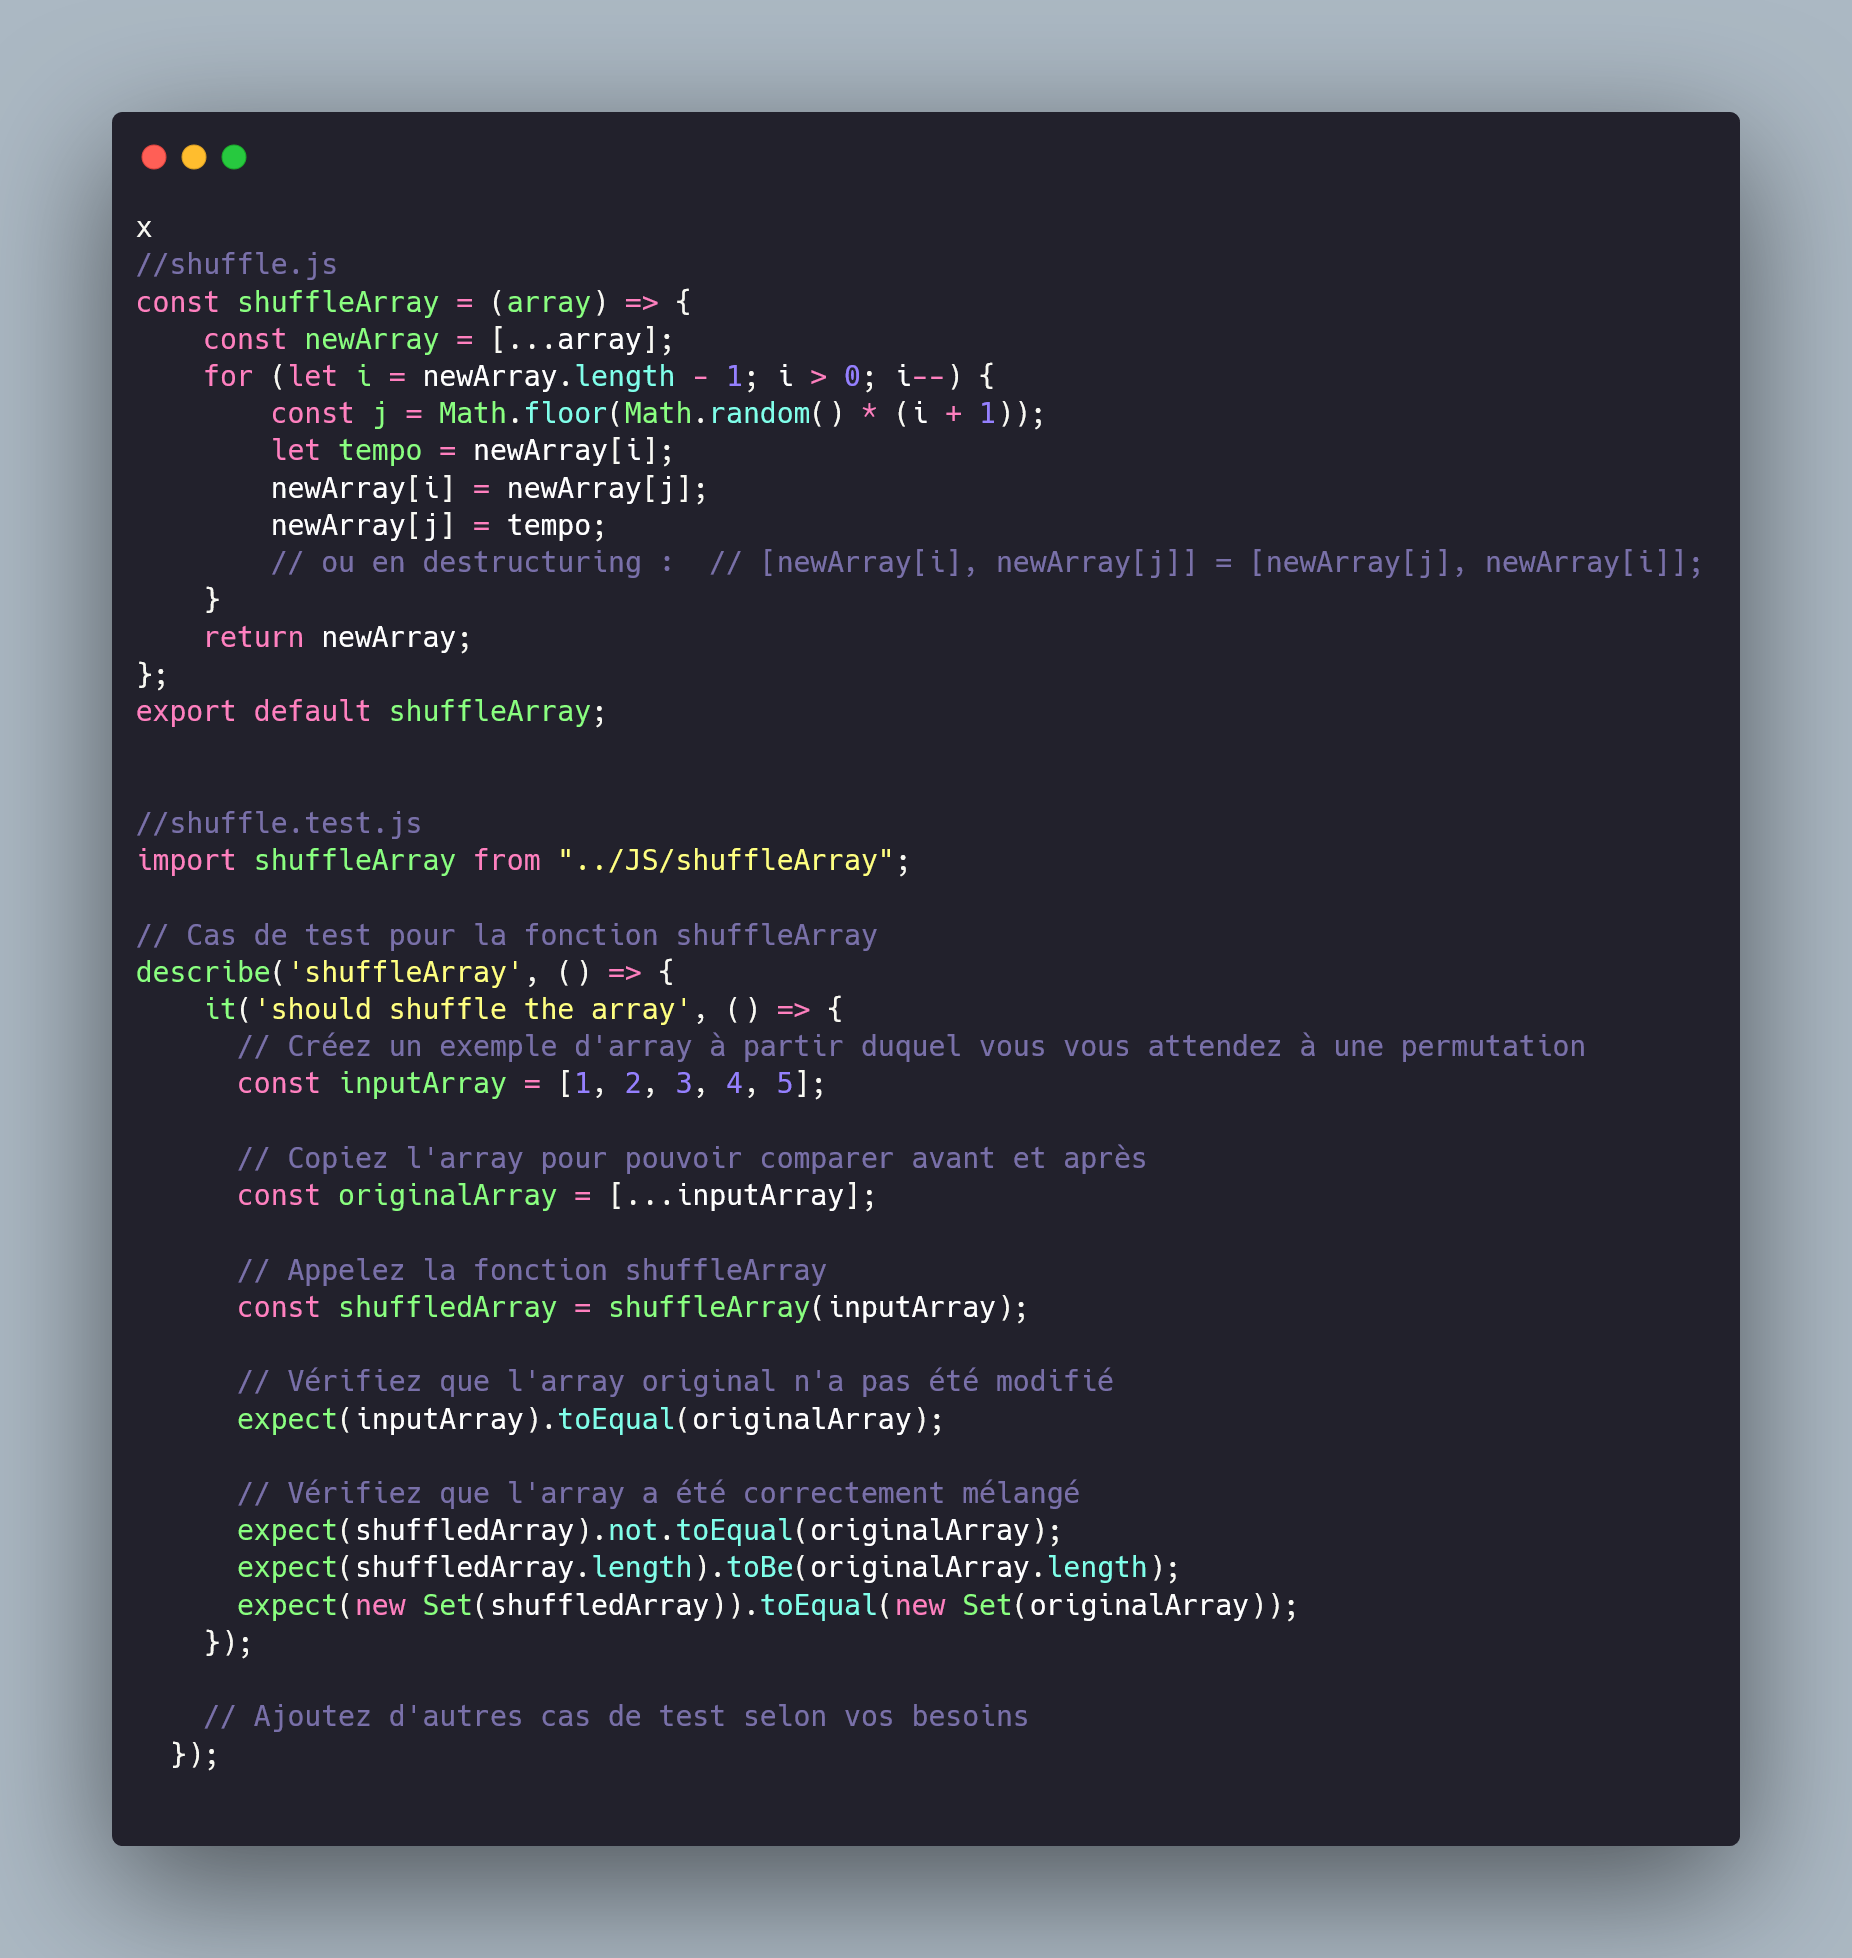 x
//shuffle.js
const shuffleArray = (array) => {
    const newArray = [...array];
    for (let i = newArray.length - 1; i > 0; i--) {
        const j = Math.floor(Math.random() * (i + 1));
        let tempo = newArray[i];
        newArray[i] = newArray[j];
        newArray[j] = tempo;
        // ou en destructuring :  // [newArray[i], newArray[j]] = [newArray[j], newArray[i]];
    }
    return newArray;
};
export default shuffleArray;
//shuffle.test.js
import shuffleArray from "../JS/shuffleArray";
// Cas de test pour la fonction shuffleArray
describe('shuffleArray', () => {
    it('should shuffle the array', () => {
      // Créez un exemple d'array à partir duquel vous vous attendez à une permutation
      const inputArray = [1, 2, 3, 4, 5];
      // Copiez l'array pour pouvoir comparer avant et après
      const originalArray = [...inputArray];
      // Appelez la fonction shuffleArray
      const shuffledArray = shuffleArray(inputArray);
      // Vérifiez que l'array original n'a pas été modifié
      expect(inputArray).toEqual(originalArray);
      // Vérifiez que l'array a été correctement mélangé
      expect(shuffledArray).not.toEqual(originalArray);
      expect(shuffledArray.length).toBe(originalArray.length);
      expect(new Set(shuffledArray)).toEqual(new Set(originalArray));
    });
    // Ajoutez d'autres cas de test selon vos besoins
  });